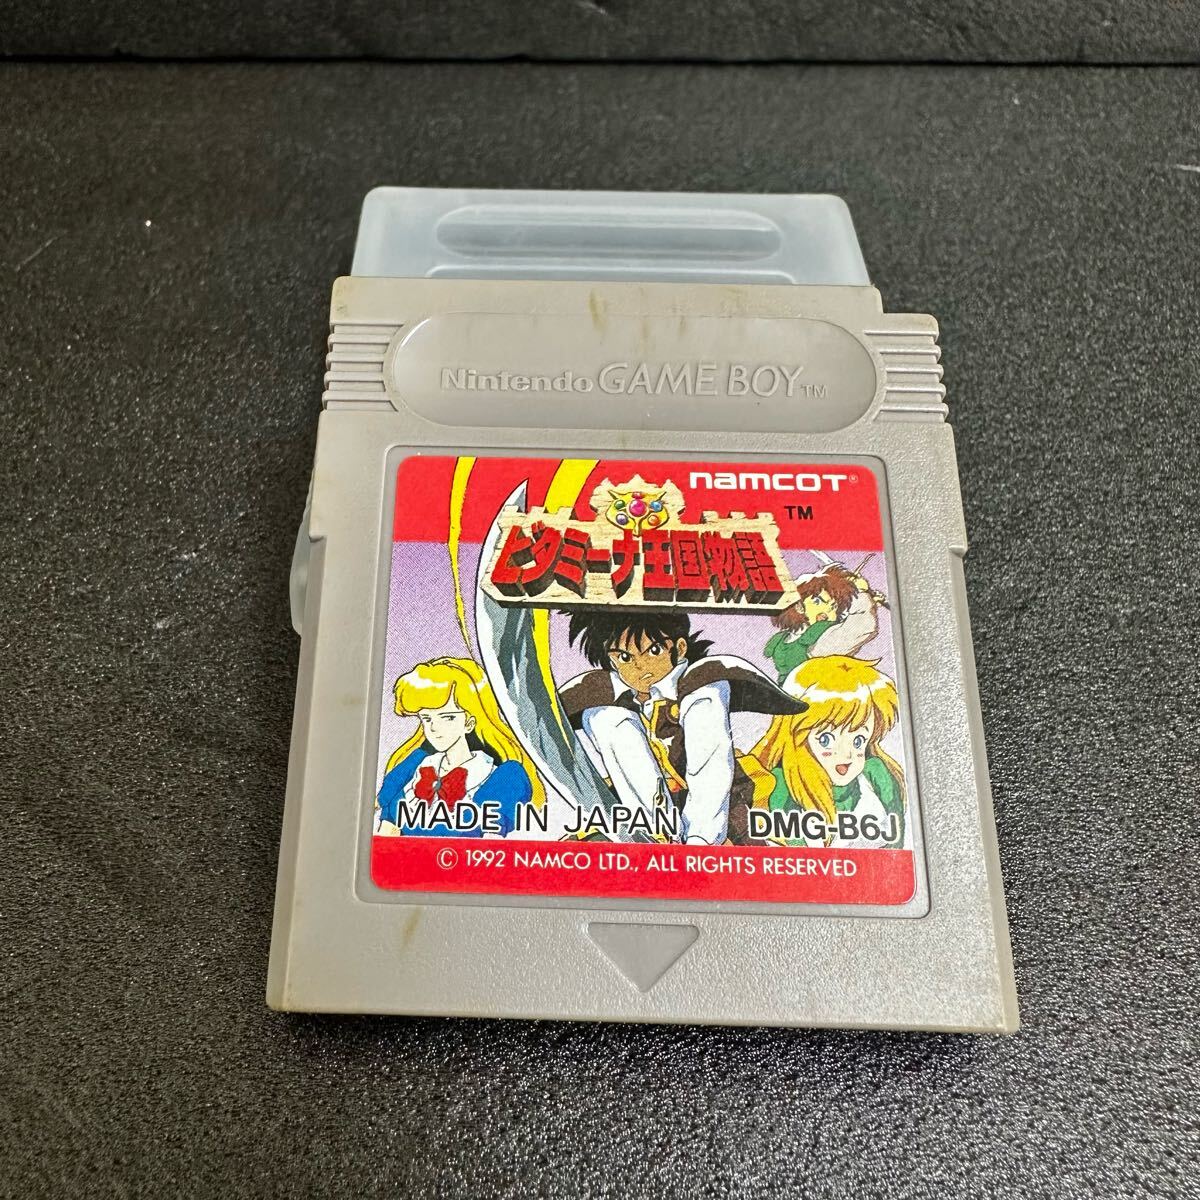 Nintendo GAME BOY™
namcot®
™
ビタミーナ王国物語
MADE IN JAPAN DMG-B6J
© 1992 NAMCO LTD., ALL RIGHTS RESERVED